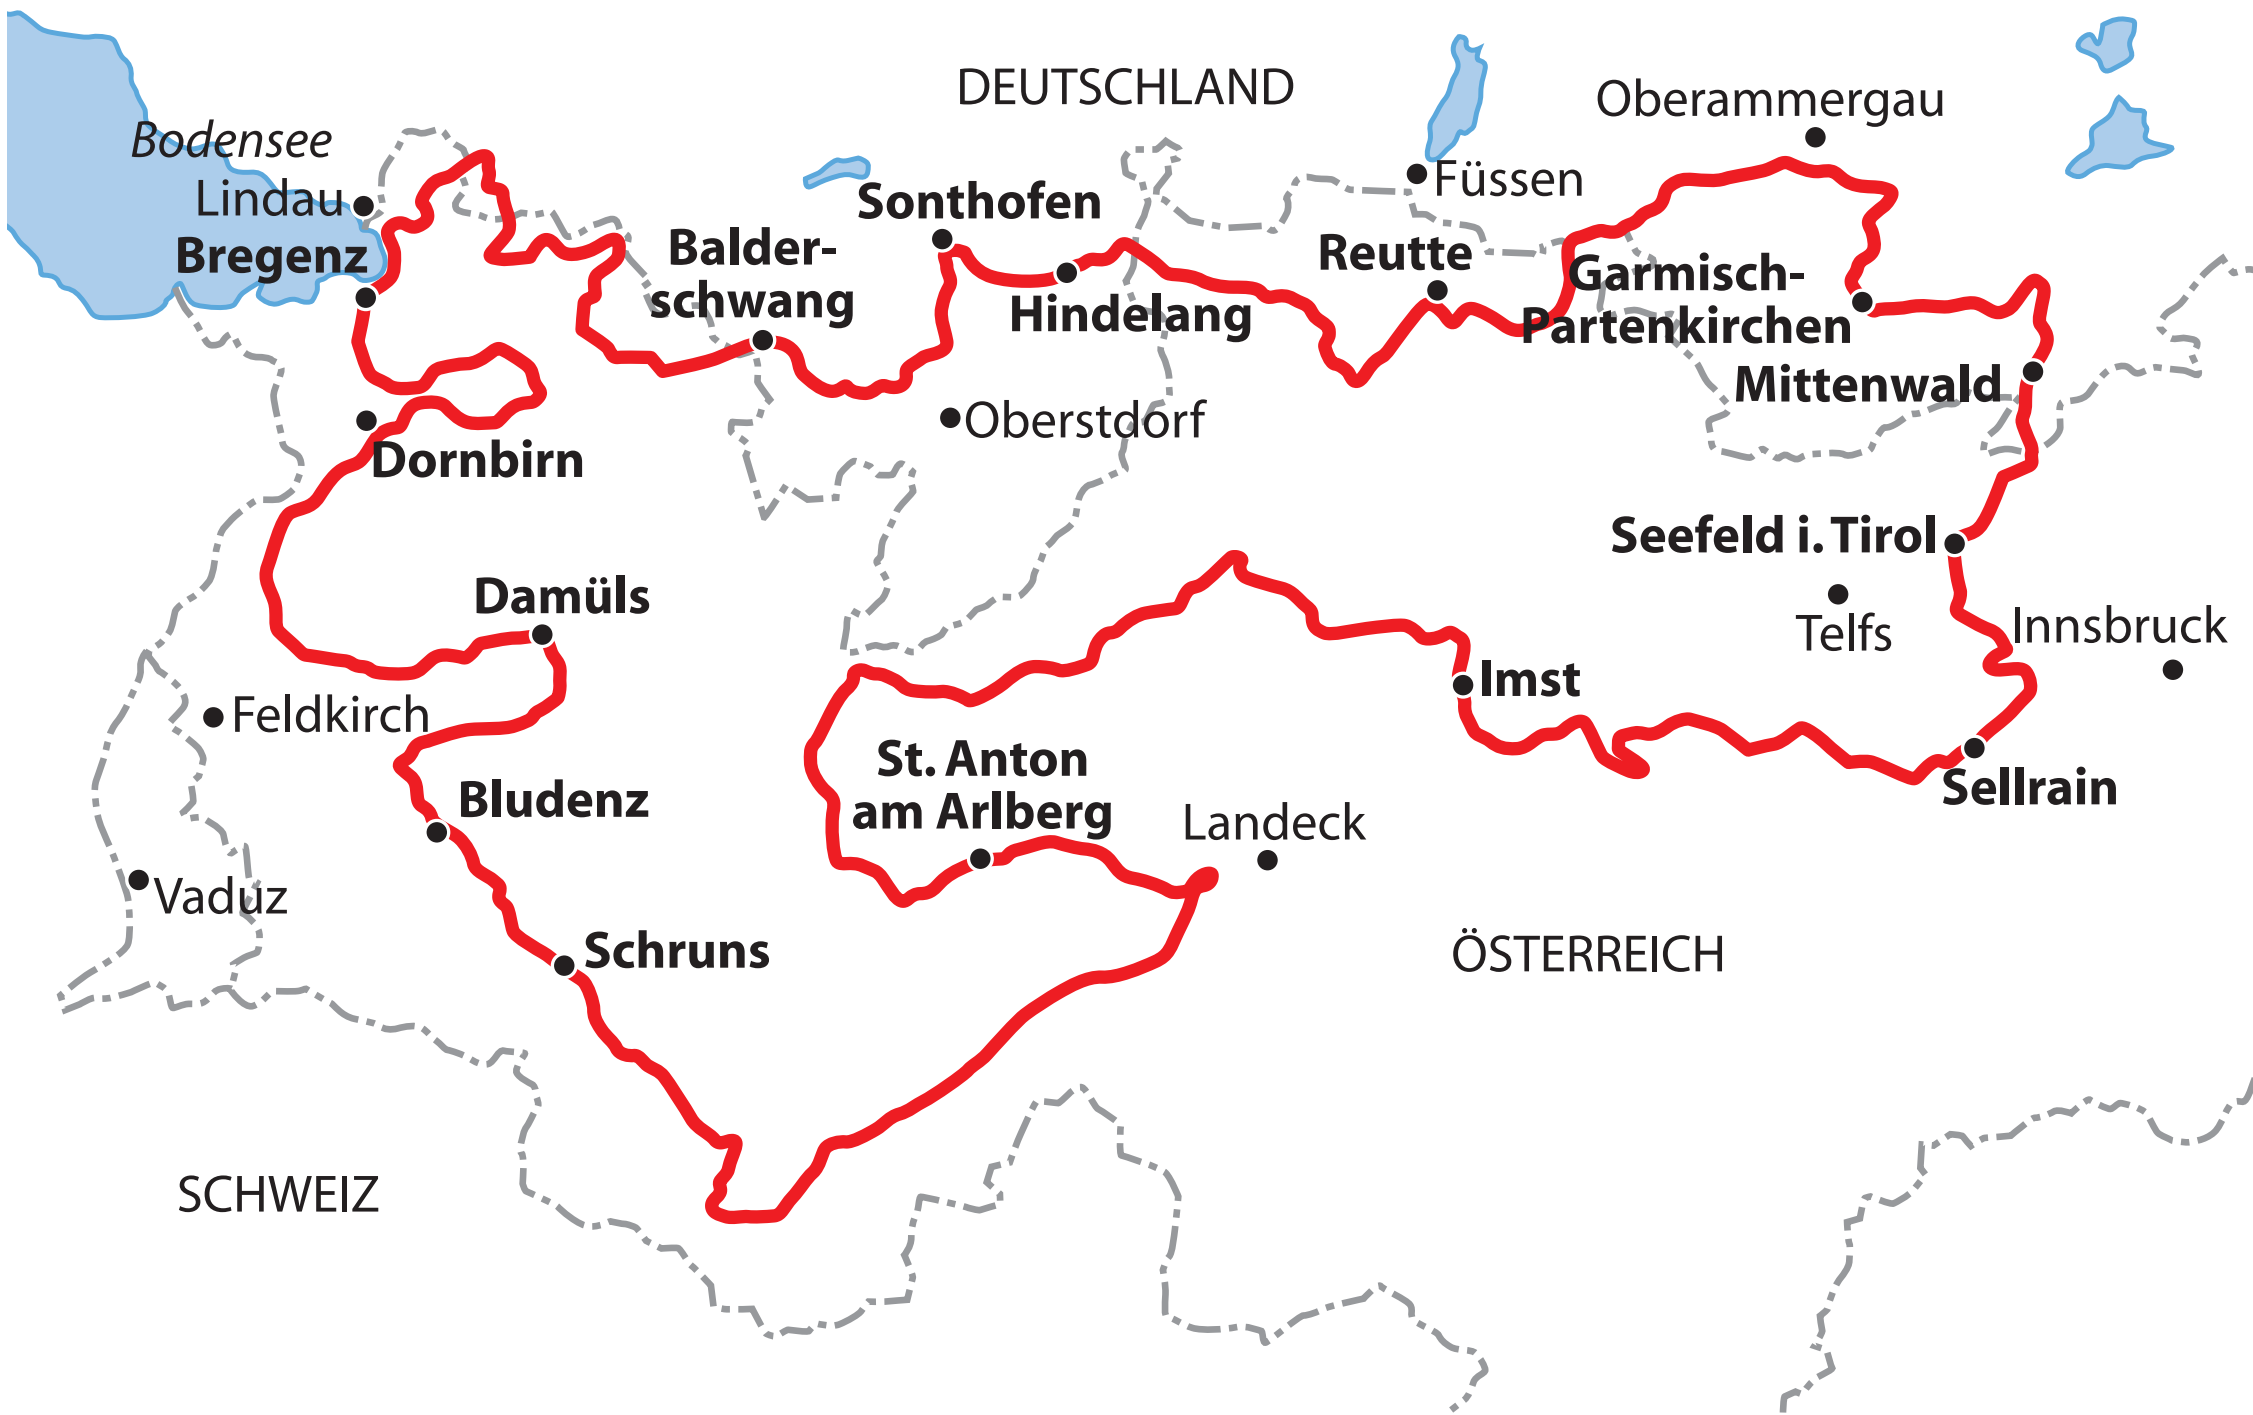 DEUTSCHLAND
Oberammergau
Bodensee
Lindau
Bregenz
Sonthofen
Füssen
Balder-
schwang
Reutte
Hindelang
Garmisch-
Partenkirchen
Mittenwald
Oberstdorf
Dornbirn
Seefeld i. Tirol
Damüls
Telfs
Innsbruck
Imst
Feldkirch
St. Anton
am Arlberg
Bludenz
Landeck
Sellrain
Vaduz
Schruns
ÖSTERREICH
SCHWEIZ